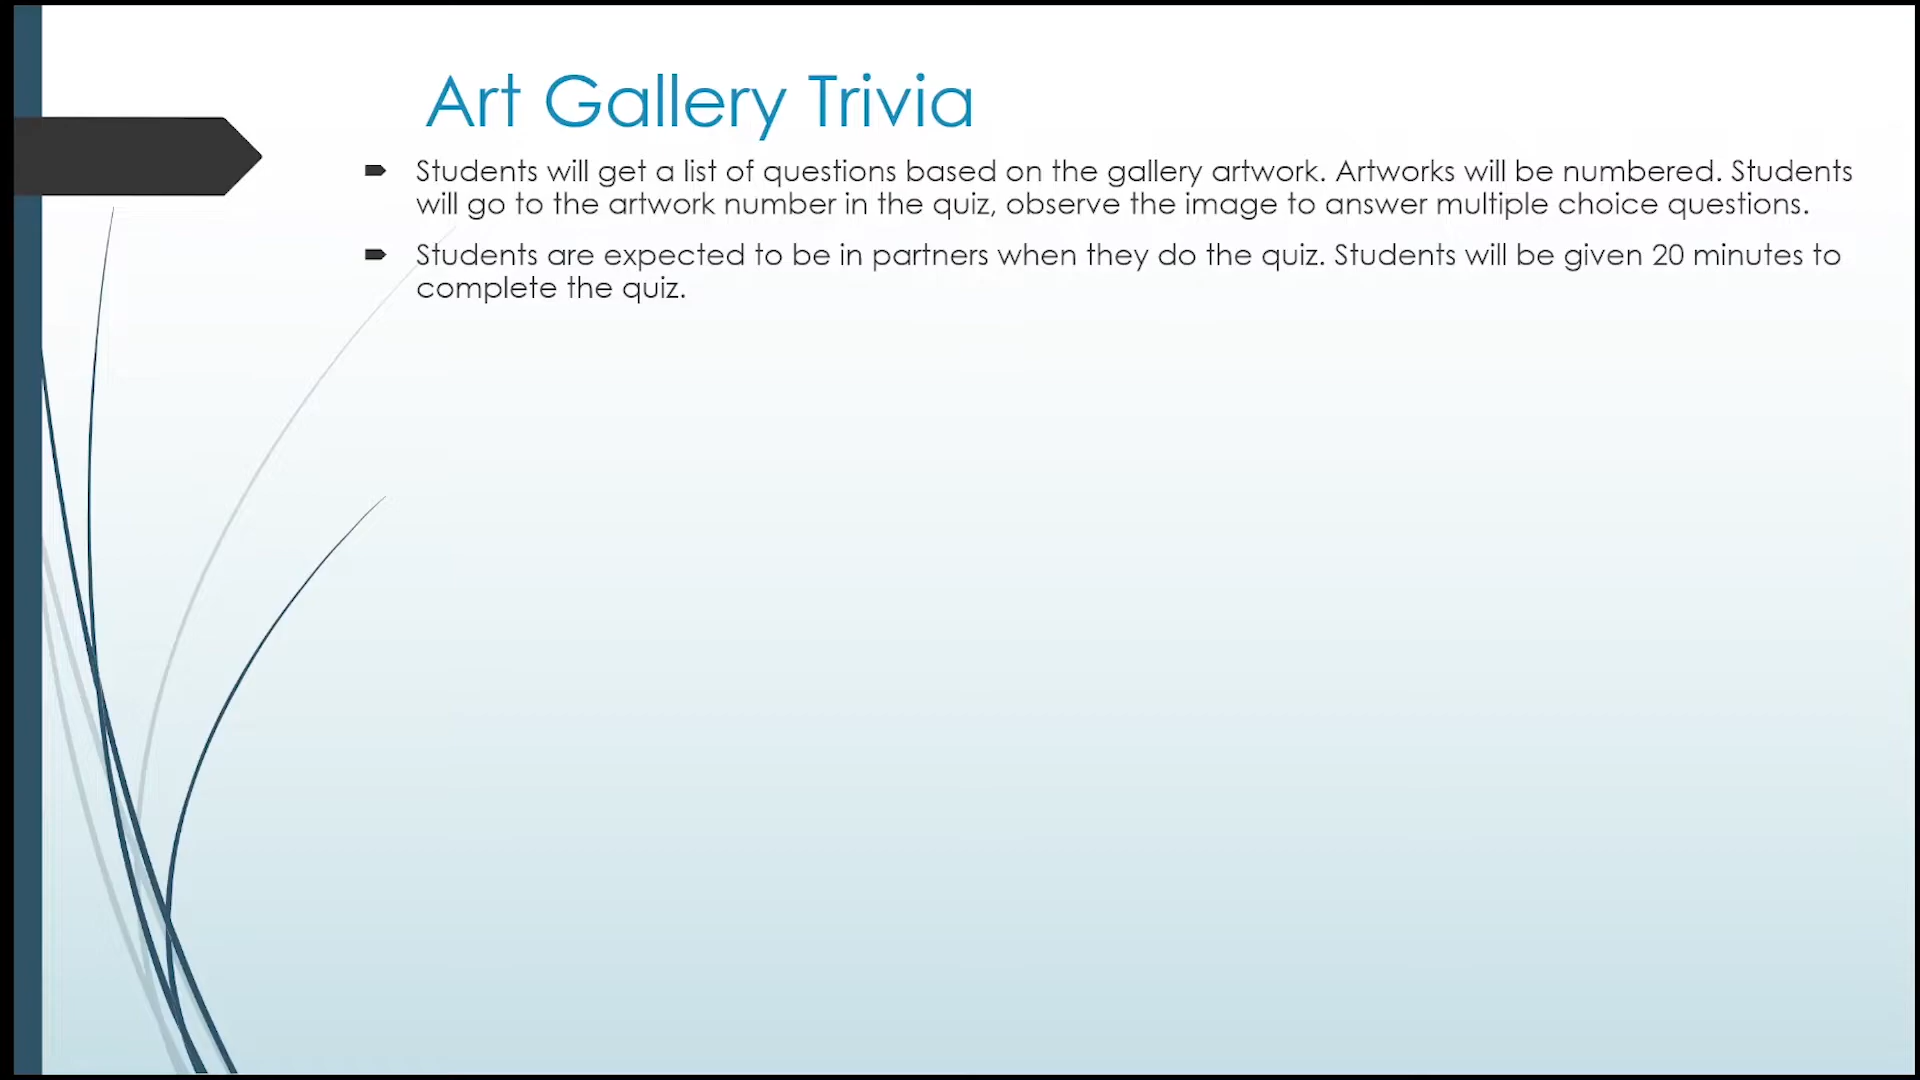 Art Gallery Trivia
Students will get a list of questions based on the gallery artwork. Artworks will be numbered. Students
will go to the artwork number in the quiz, observe the image to answer multiple choice questions.
Students are expected to be in partners when they do the quiz. Students will be given 20 minutes to
complete the quiz.